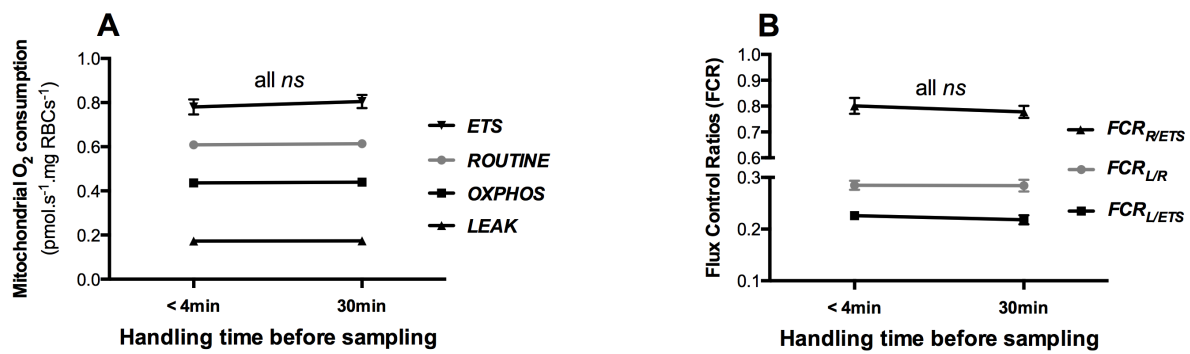 A
Mitochondrial O2 consumption
(pmol.s-1.mg RBCs-1)
1.0
0.8
0.6
0.4
0.2
0.0
all ns
ETS
ROUTINE
OXPHOS
LEAK
< 4min
30min
Handling time before sampling
B
Flux Control Ratios (FCR)
1.0
0.9
0.8
0.7
0.6
0.3
0.2
0.1
all ns
FCRR/ETS
FCRL/R
FCRL/ETS
< 4min
30min
Handling time before sampling